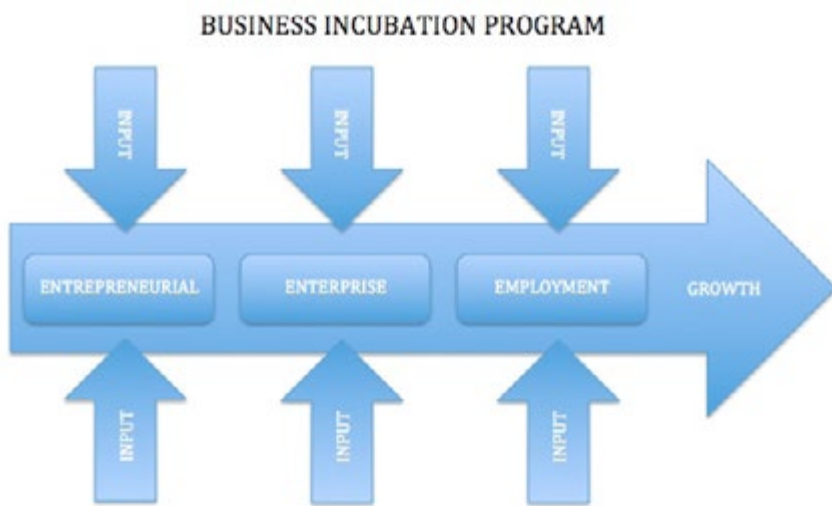 BUSINESS INCUBATION PROGRAM
INPUT
INPUT
INPUT
ENTREPRENEURIAL
ENTERPRISE
EMPLOYMENT
GROWTH
INPUT
INPUT
INPUT